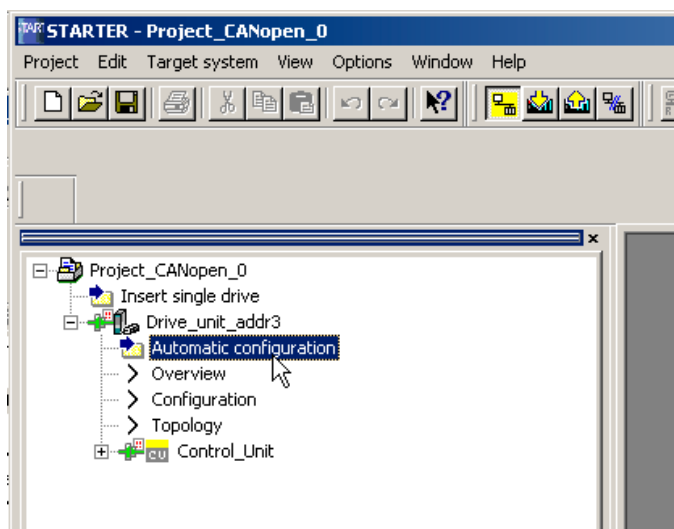 STARTER - Project_CANopen_0
Project Edit Target system View Options Window Help
Project_CANopen_0
Insert single drive
Drive_unit_addr3
Automatic configuration
Overview
Configuration
Topology
CU Control_Unit